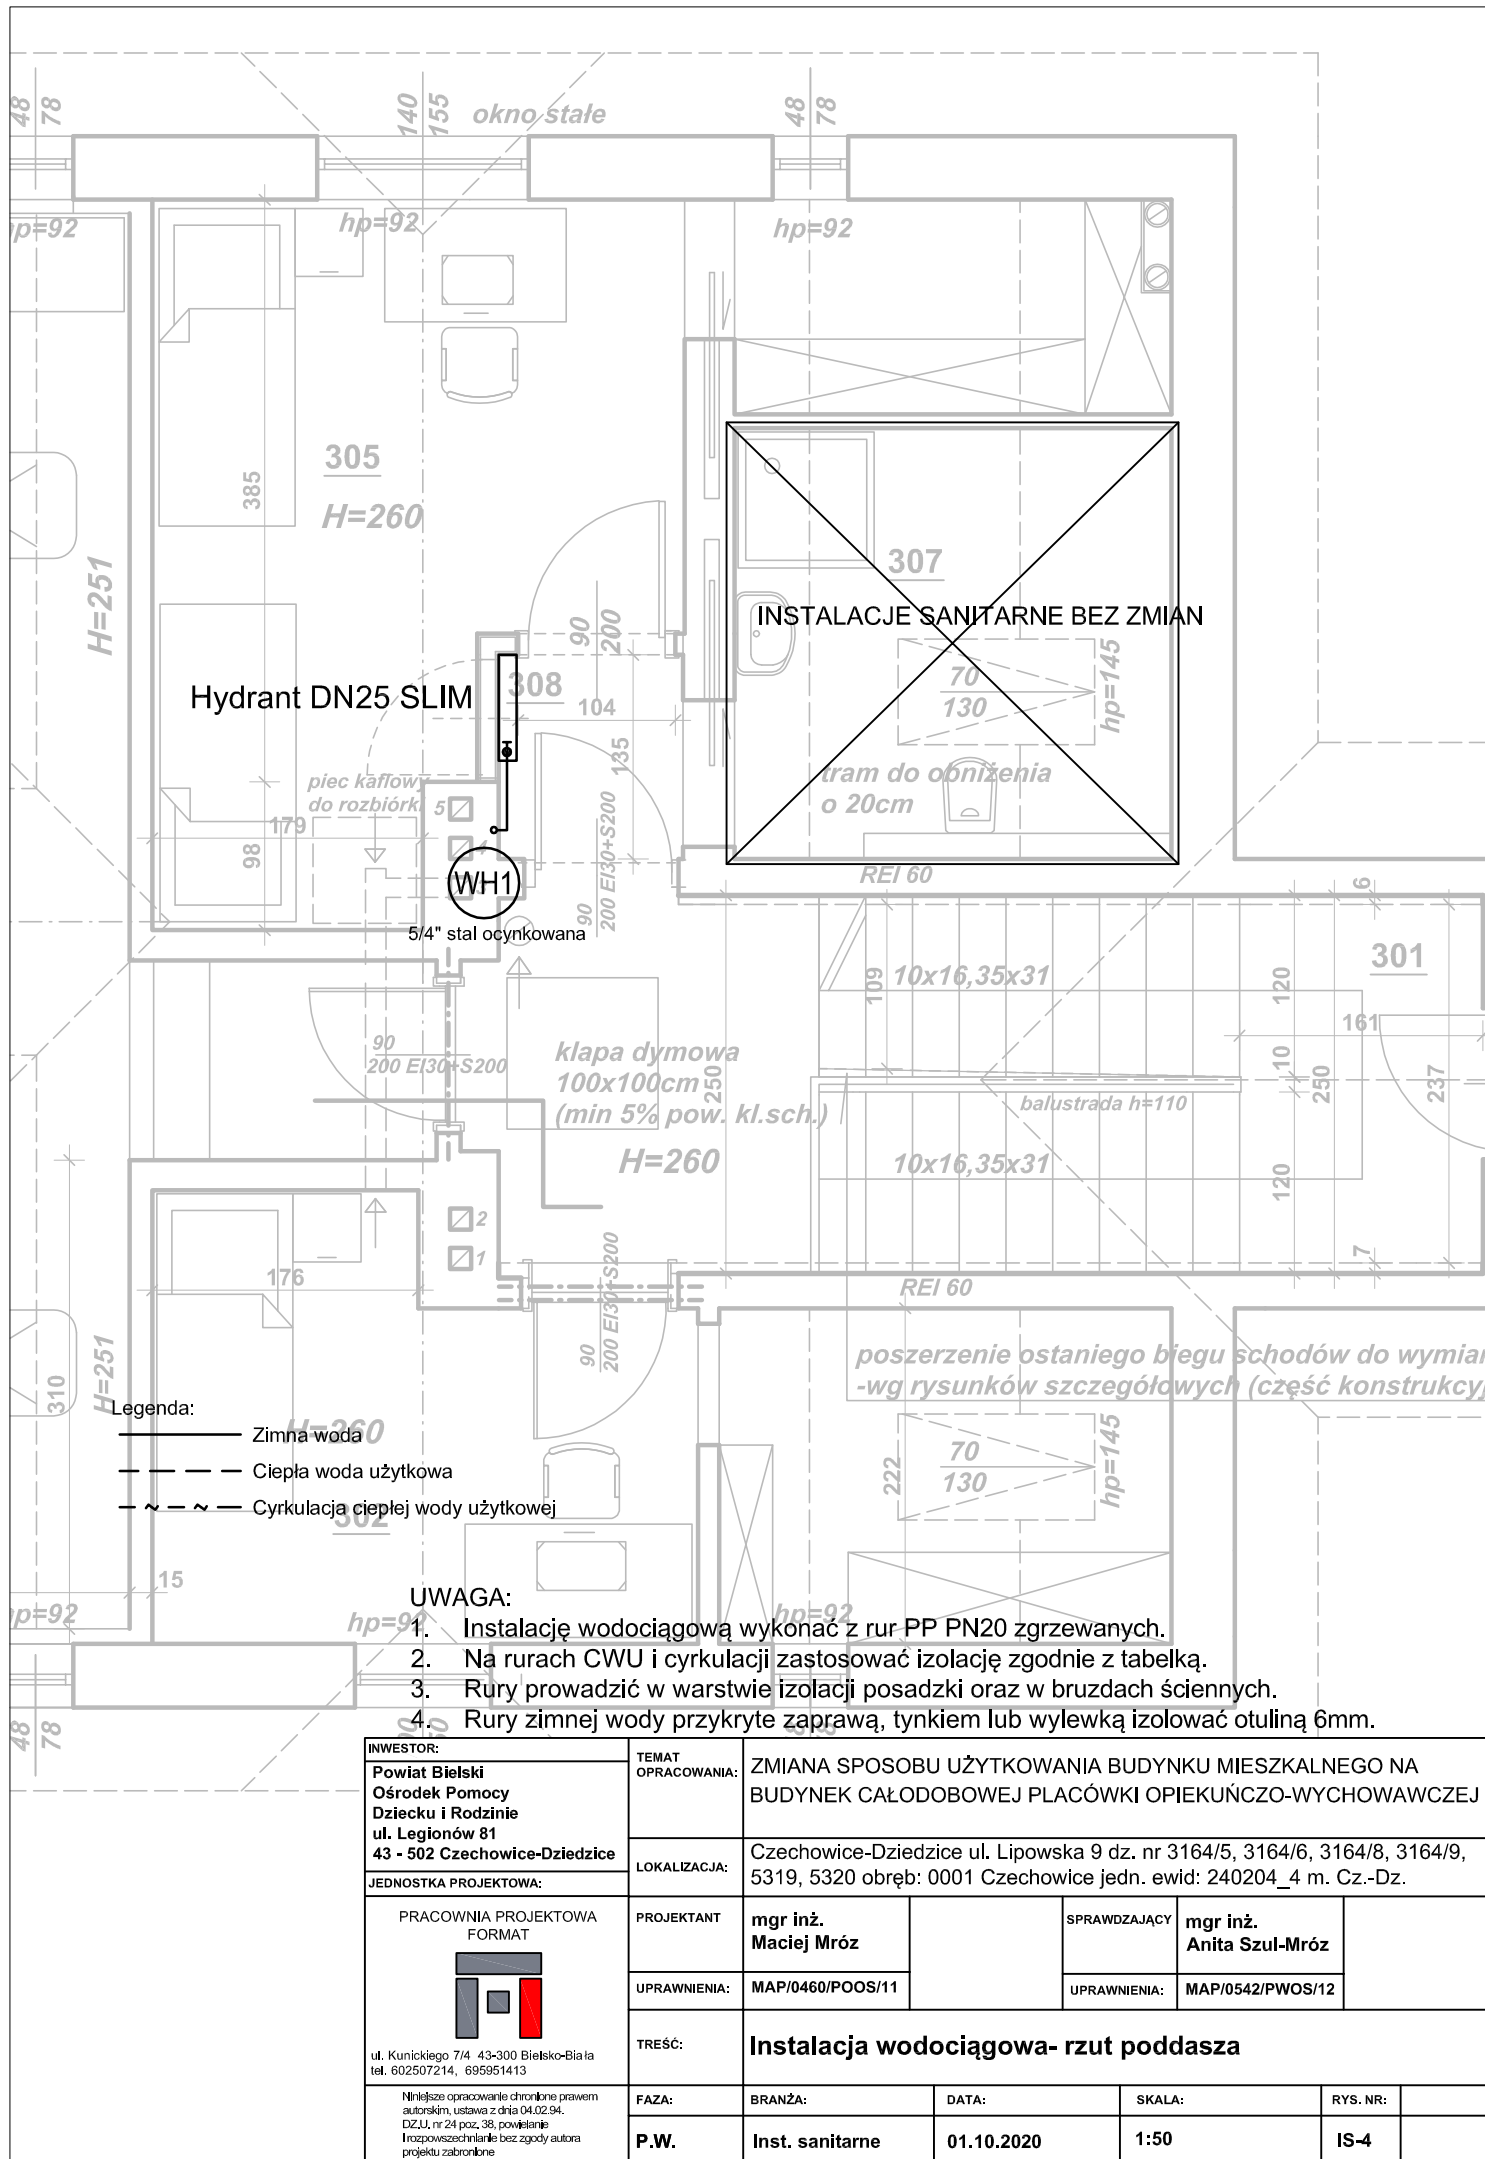 48
78
140
155
okno stałe
48
78
hp=92
hp=92
hp=92
305
H=260
385
H=251
307
INSTALACJE SANITARNE BEZ ZMIAN
90
200
Hydrant DN25 SLIM
308
104
135
70
130
hp=145
piec kaflowy
do rozbiórki
5
4
179
98
tram do obniżenia
o 20cm
WH1
90
200 EI30+S200
REI 60
5/4" stal ocynkowana
6
301
109
10x16,35x31
120
161
90
200 EI30+S200
klapa dymowa
100x100cm
(min 5% pow. kl.sch.)
250
10
250
237
balustrada h=110
H=260
10x16,35x31
120
2
1
7
176
90
200 EI30+S200
REI 60
H=251
310
poszerzenie ostaniego biegu schodów do wymiar
-wg rysunków szczegółowych (część konstrukcyj
Legenda:
H=260
Zimna woda
Ciepła woda użytkowa
Cyrkulacja ciepłej wody użytkowej
302
222
70
130
hp=145
15
hp=92
hp=92
hp=92
UWAGA:
1. Instalację wodociągową wykonać z rur PP PN20 zgrzewanych.
2. Na rurach CWU i cyrkulacji zastosować izolację zgodnie z tabelką.
3. Rury prowadzić w warstwie izolacji posadzki oraz w bruzdach ściennych.
4. Rury zimnej wody przykryte zaprawą, tynkiem lub wylewką izolować otuliną 6mm.
48
78
INWESTOR:
Powiat Bielski
Ośrodek Pomocy
Dziecku i Rodzinie
ul. Legionów 81
43 - 502 Czechowice-Dziedzice
TEMAT
OPRACOWANIA:
ZMIANA SPOSOBU UŻYTKOWANIA BUDYNKU MIESZKALNEGO NA
BUDYNEK CAŁODOBOWEJ PLACÓWKI OPIEKUŃCZO-WYCHOWAWCZEJ
LOKALIZACJA:
Czechowice-Dziedzice ul. Lipowska 9 dz. nr 3164/5, 3164/6, 3164/8, 3164/9,
5319, 5320 obręb: 0001 Czechowice jedn. ewid: 240204_4 m. Cz.-Dz.
JEDNOSTKA PROJEKTOWA:
PRACOWNIA PROJEKTOWA
FORMAT
ul. Kunickiego 7/4 43-300 Bielsko-Biała
tel. 602507214, 695951413
PROJEKTANT
mgr inż.
Maciej Mróz
SPRAWDZAJĄCY
mgr inż.
Anita Szul-Mróz
UPRAWNIENIA:
MAP/0460/POOS/11
UPRAWNIENIA:
MAP/0542/PWOS/12
TREŚĆ:
Instalacja wodociągowa- rzut poddasza
Niniejsze opracowanie chronione prawem
autorskim, ustawa z dnia 04.02.94.
DZ.U. nr 24 poz. 38, powielanie
i rozpowszechnianie bez zgody autora
projektu zabronione
FAZA:
BRANŻA:
DATA:
SKALA:
RYS. NR:
P.W.
Inst. sanitarne
01.10.2020
1:50
IS-4